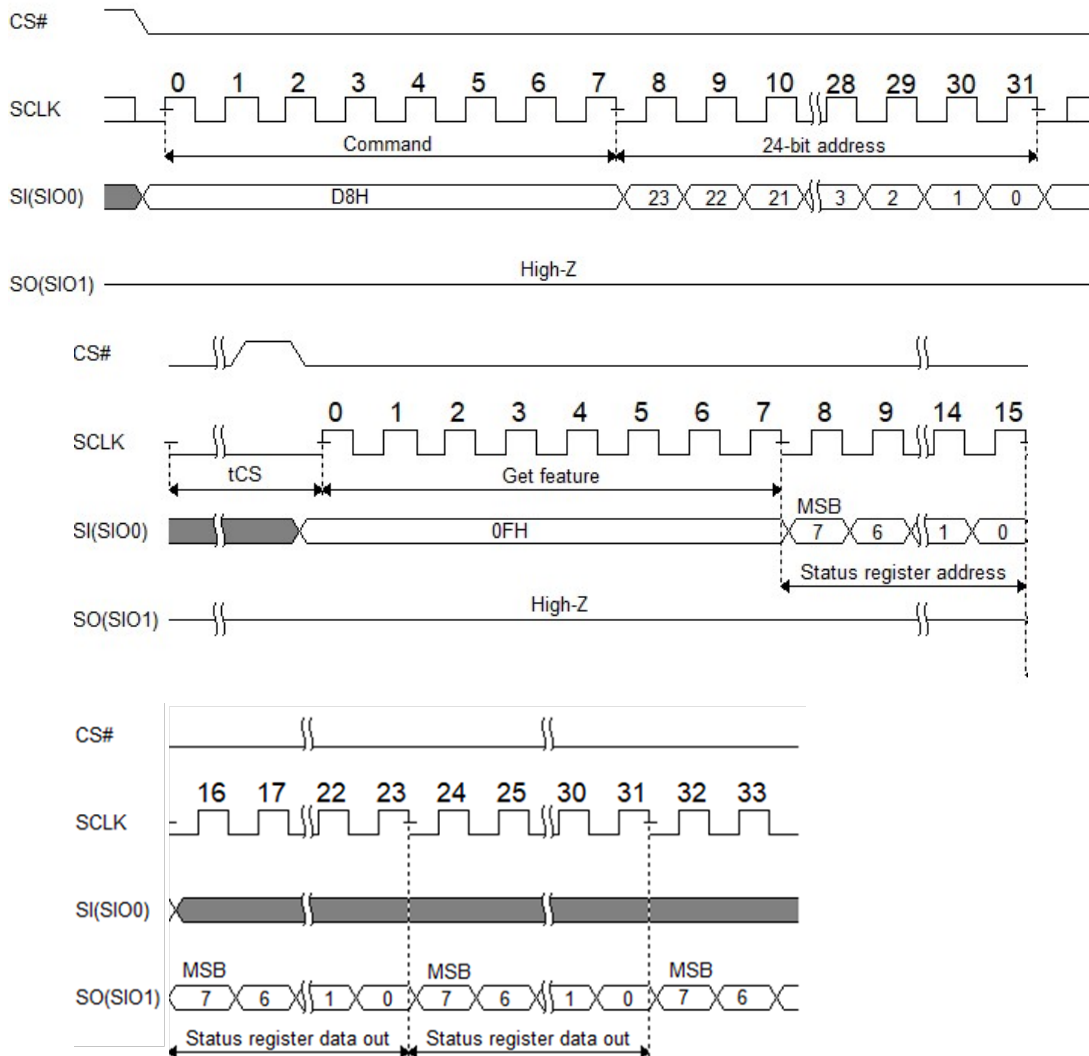 CS#
0 1 2 3 4 5 6 7 8 9 10 28 29 30 31
SCLK
Command 24-bit address
SI(SIO0) D8H 23 22 21 3 2 1 0
High-Z
SO(SIO1)
CS#
0 1 2 3 4 5 6 7 8 9 14 15
SCLK
tCS Get feature
MSB
SI(SIO0) 0FH 7 6 1 0
Status register address
High-Z
SO(SIO1)
CS#
16 17 22 23 24 25 30 31 32 33
SCLK
SI(SIO0)
MSB MSB MSB
SO(SIO1) 7 6 1 0 7 6 1 0 7 6
Status register data out Status register data out